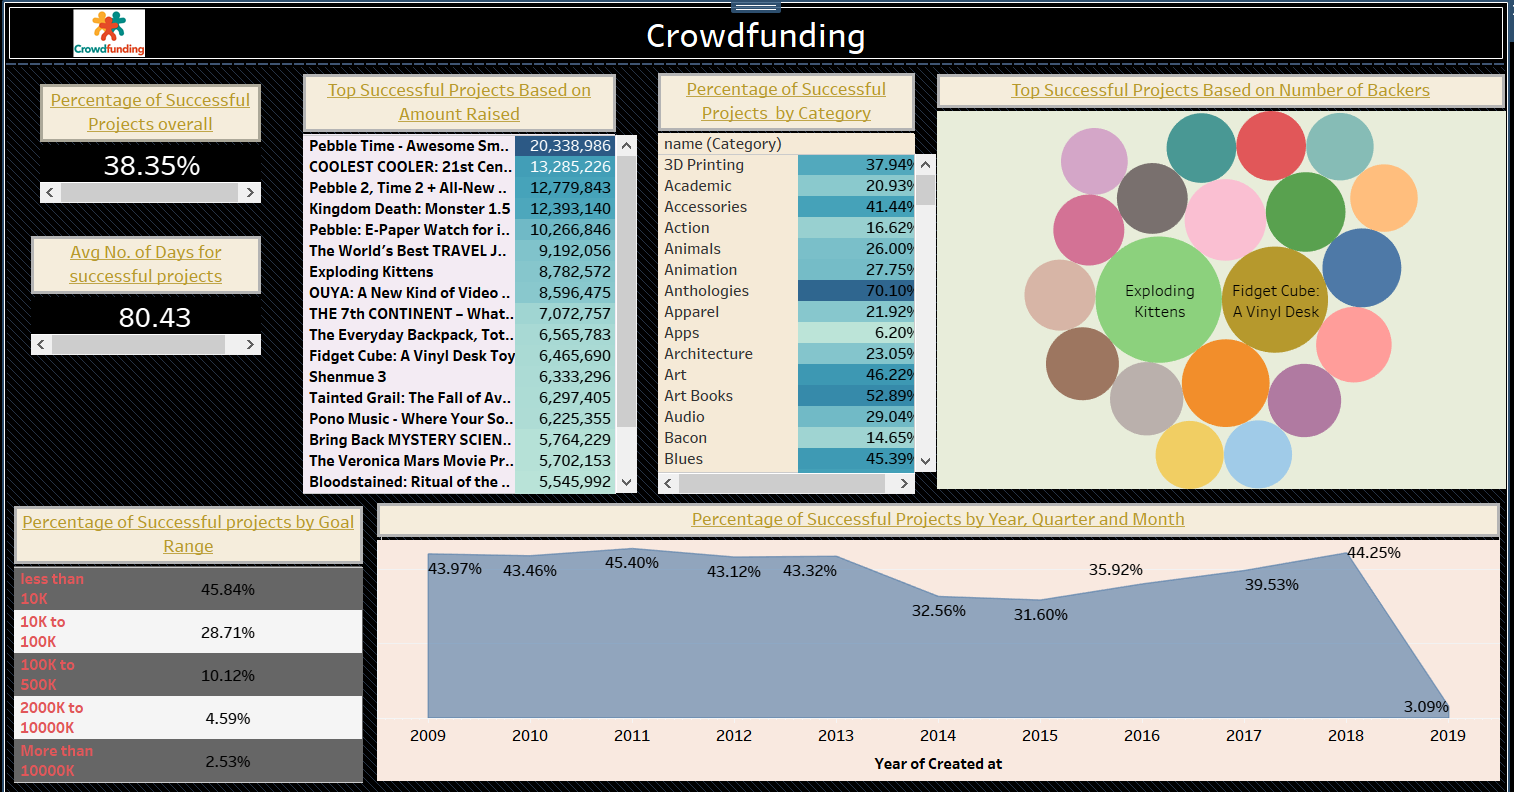 Crowdfunding
Crowdfunding
Percentage of Successful
Projects overall
38.35%
Avg No. of Days for
successful projects
80.43
Top Successful Projects Based on
Amount Raised
Pebble Time - Awesome Sm.. 20,338,986
COOLEST COOLER: 21st Cen.. 13,285,226
Pebble 2, Time 2 + All-New .. 12,779,843
Kingdom Death: Monster 1.5 12,393,140
Pebble: E-Paper Watch for i.. 10,266,846
The World's Best TRAVEL J.. 9,192,056
Exploding Kittens 8,782,572
OUYA: A New Kind of Video .. 8,596,475
THE 7th CONTINENT – What.. 7,072,757
The Everyday Backpack, Tot.. 6,565,783
Fidget Cube: A Vinyl Desk Toy 6,465,690
Shenmue 3 6,333,296
Tainted Grail: The Fall of Av.. 6,297,405
Pono Music - Where Your So.. 6,225,355
Bring Back MYSTERY SCIEN.. 5,764,229
The Veronica Mars Movie Pr.. 5,702,153
Bloodstained: Ritual of the .. 5,545,992
Percentage of Successful
Projects by Category
name (Category)
3D Printing 37.94%
Academic 20.93%
Accessories 41.44%
Action 16.62%
Animals 26.00%
Animation 27.75%
Anthologies 70.10%
Apparel 21.92%
Apps 6.20%
Architecture 23.05%
Art 46.22%
Art Books 52.89%
Audio 29.04%
Bacon 14.65%
Blues 45.39%
Top Successful Projects Based on Number of Backers
Exploding
Kittens
Fidget Cube:
A Vinyl Desk
Percentage of Successful projects by Goal
Range
less than
10K
45.84%
10K to
100K
28.71%
100K to
500K
10.12%
2000K to
10000K
4.59%
More than
10000K
2.53%
Percentage of Successful Projects by Year, Quarter and Month
43.97% 43.46% 45.40% 43.12% 43.32% 32.56% 31.60% 35.92% 39.53% 44.25% 3.09%
2009 2010 2011 2012 2013 2014 2015 2016 2017 2018 2019
Year of Created at